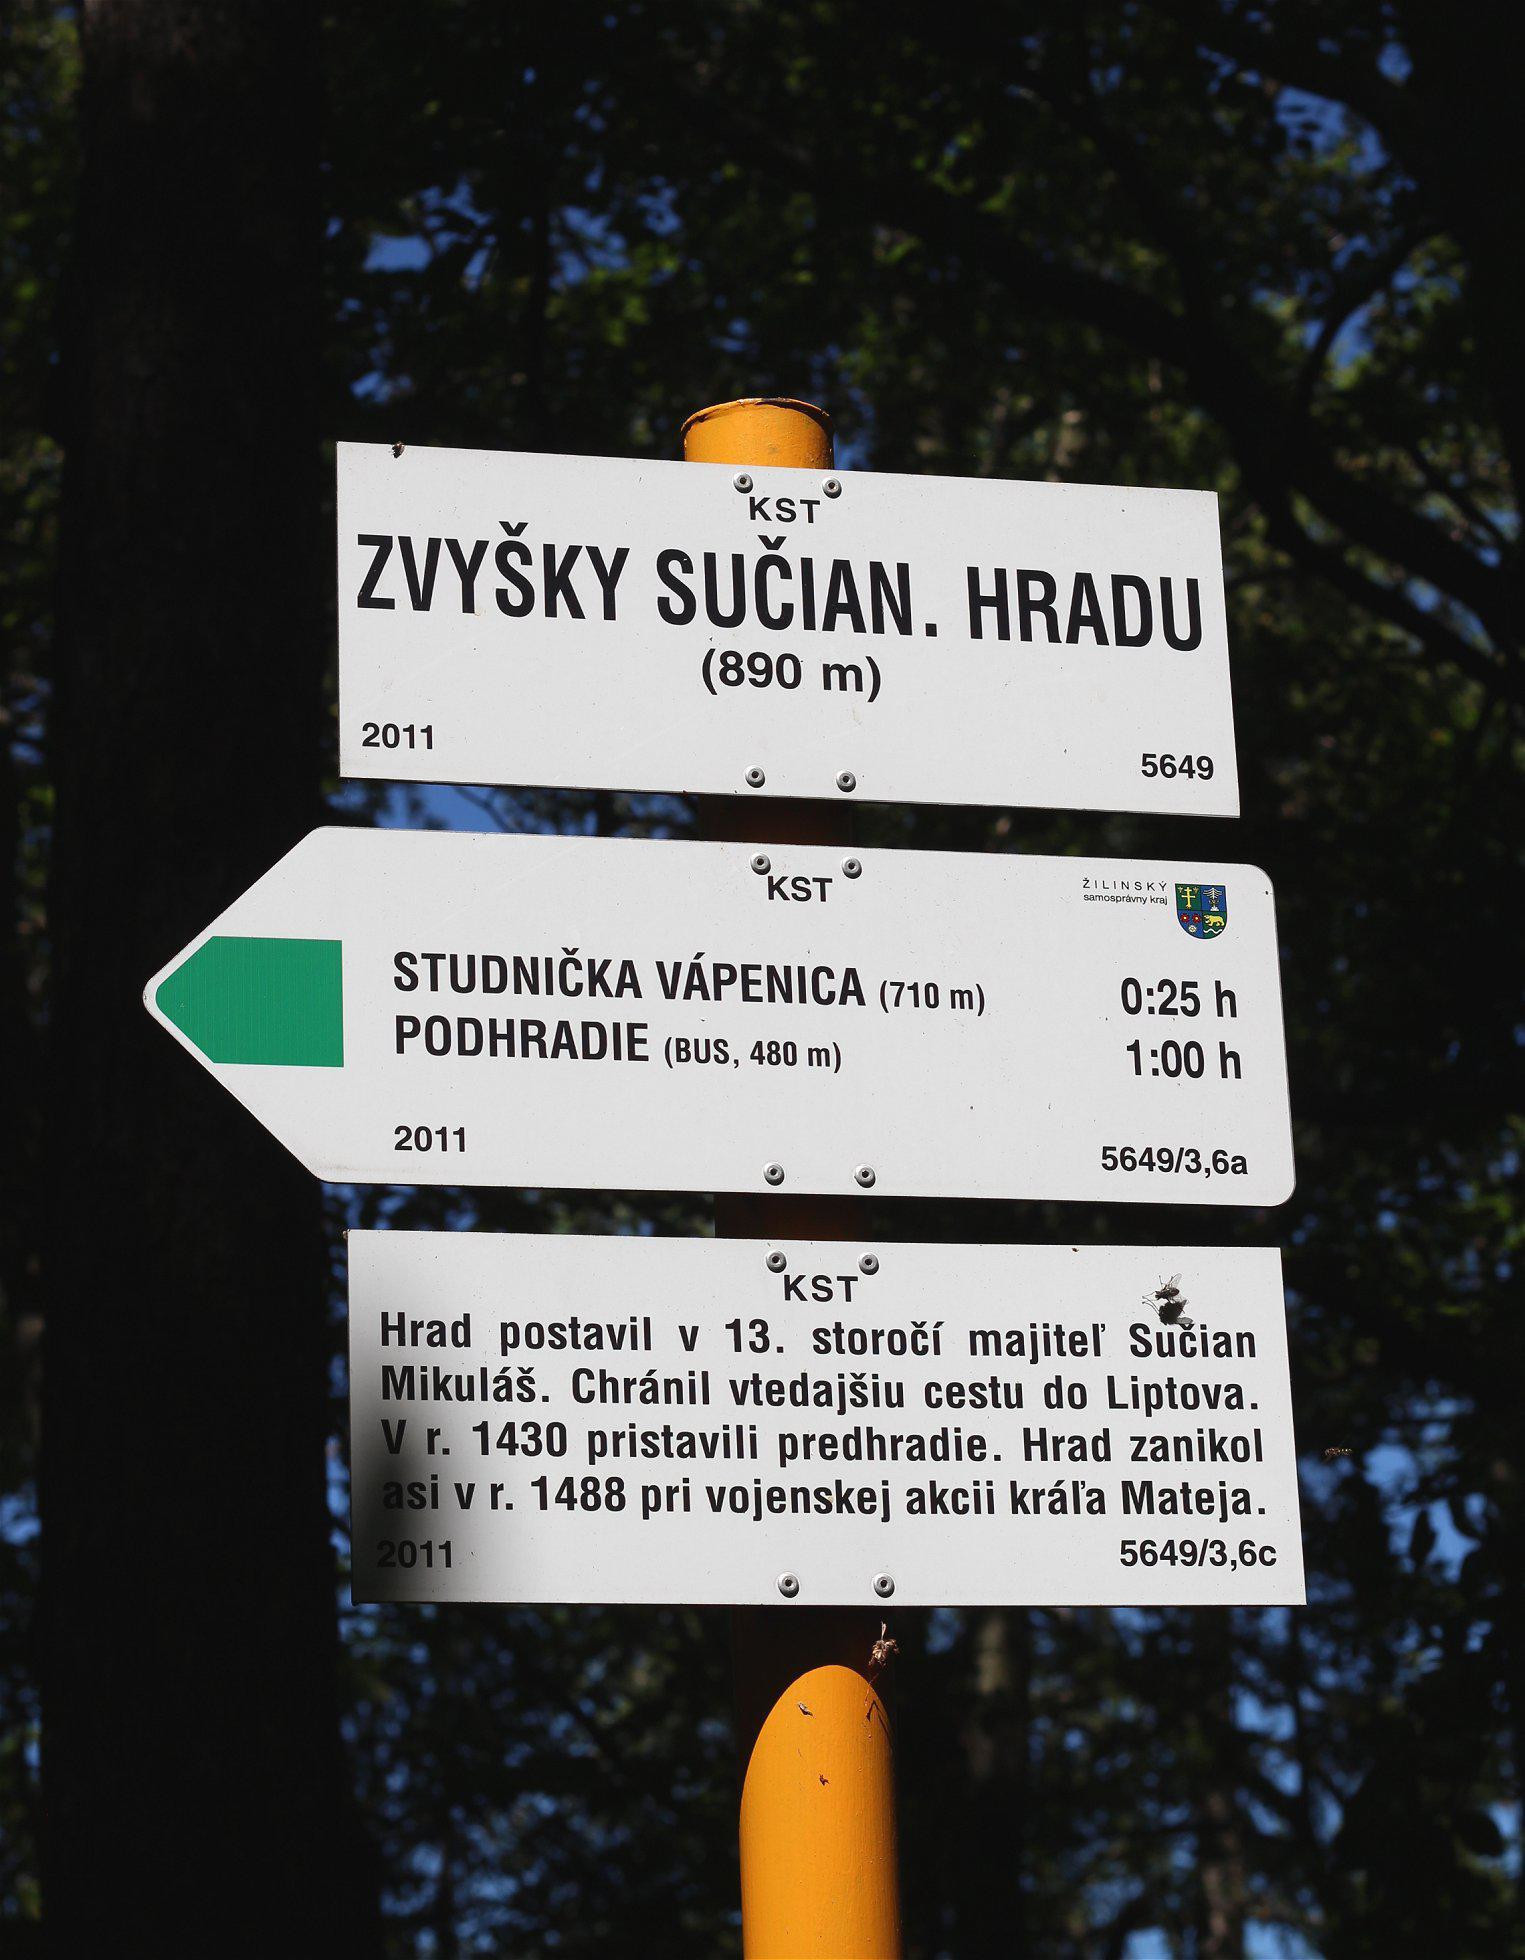 KST
ZVYŠKY SUČIAN. HRADU
(890 m)
2011 5649
KST
ŽILINSKÝ
samosprávny kraj
STUDNIČKA VÁPENICA (710 m) 0:25 h
PODHRADIE (BUS, 480 m) 1:00 h
2011 5649/3,6a
KST
Hrad postavil v 13. storočí majiteľ Sučian
Mikuláš. Chránil vtedajšiu cestu do Liptova.
V r. 1430 pristavili predhradie. Hrad zanikol
asi v r. 1488 pri vojenskej akcii kráľa Mateja.
2011 5649/3,6c